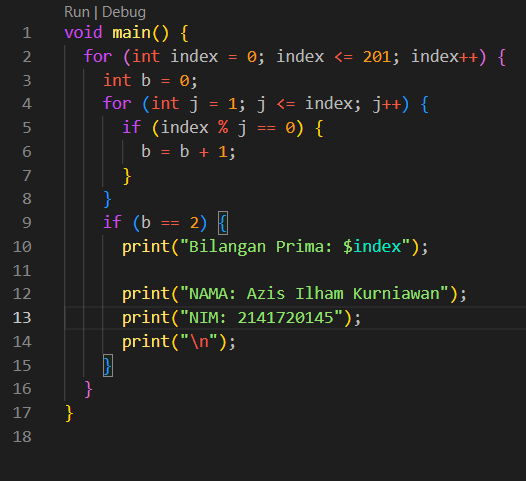 Run | Debug
1 void main() {
2 for (int index = 0; index <= 201; index++) {
3 int b = 0;
4 for (int j = 1; j <= index; j++) {
5 if (index % j == 0) {
6 b = b + 1;
7 }
8 }
9 if (b == 2) {
10 print("Bilangan Prima: $index");
11
12 print("NAMA: Azis Ilham Kurniawan");
13 print("NIM: 2141720145");
14 print("\n");
15 }
16 }
17 }
18